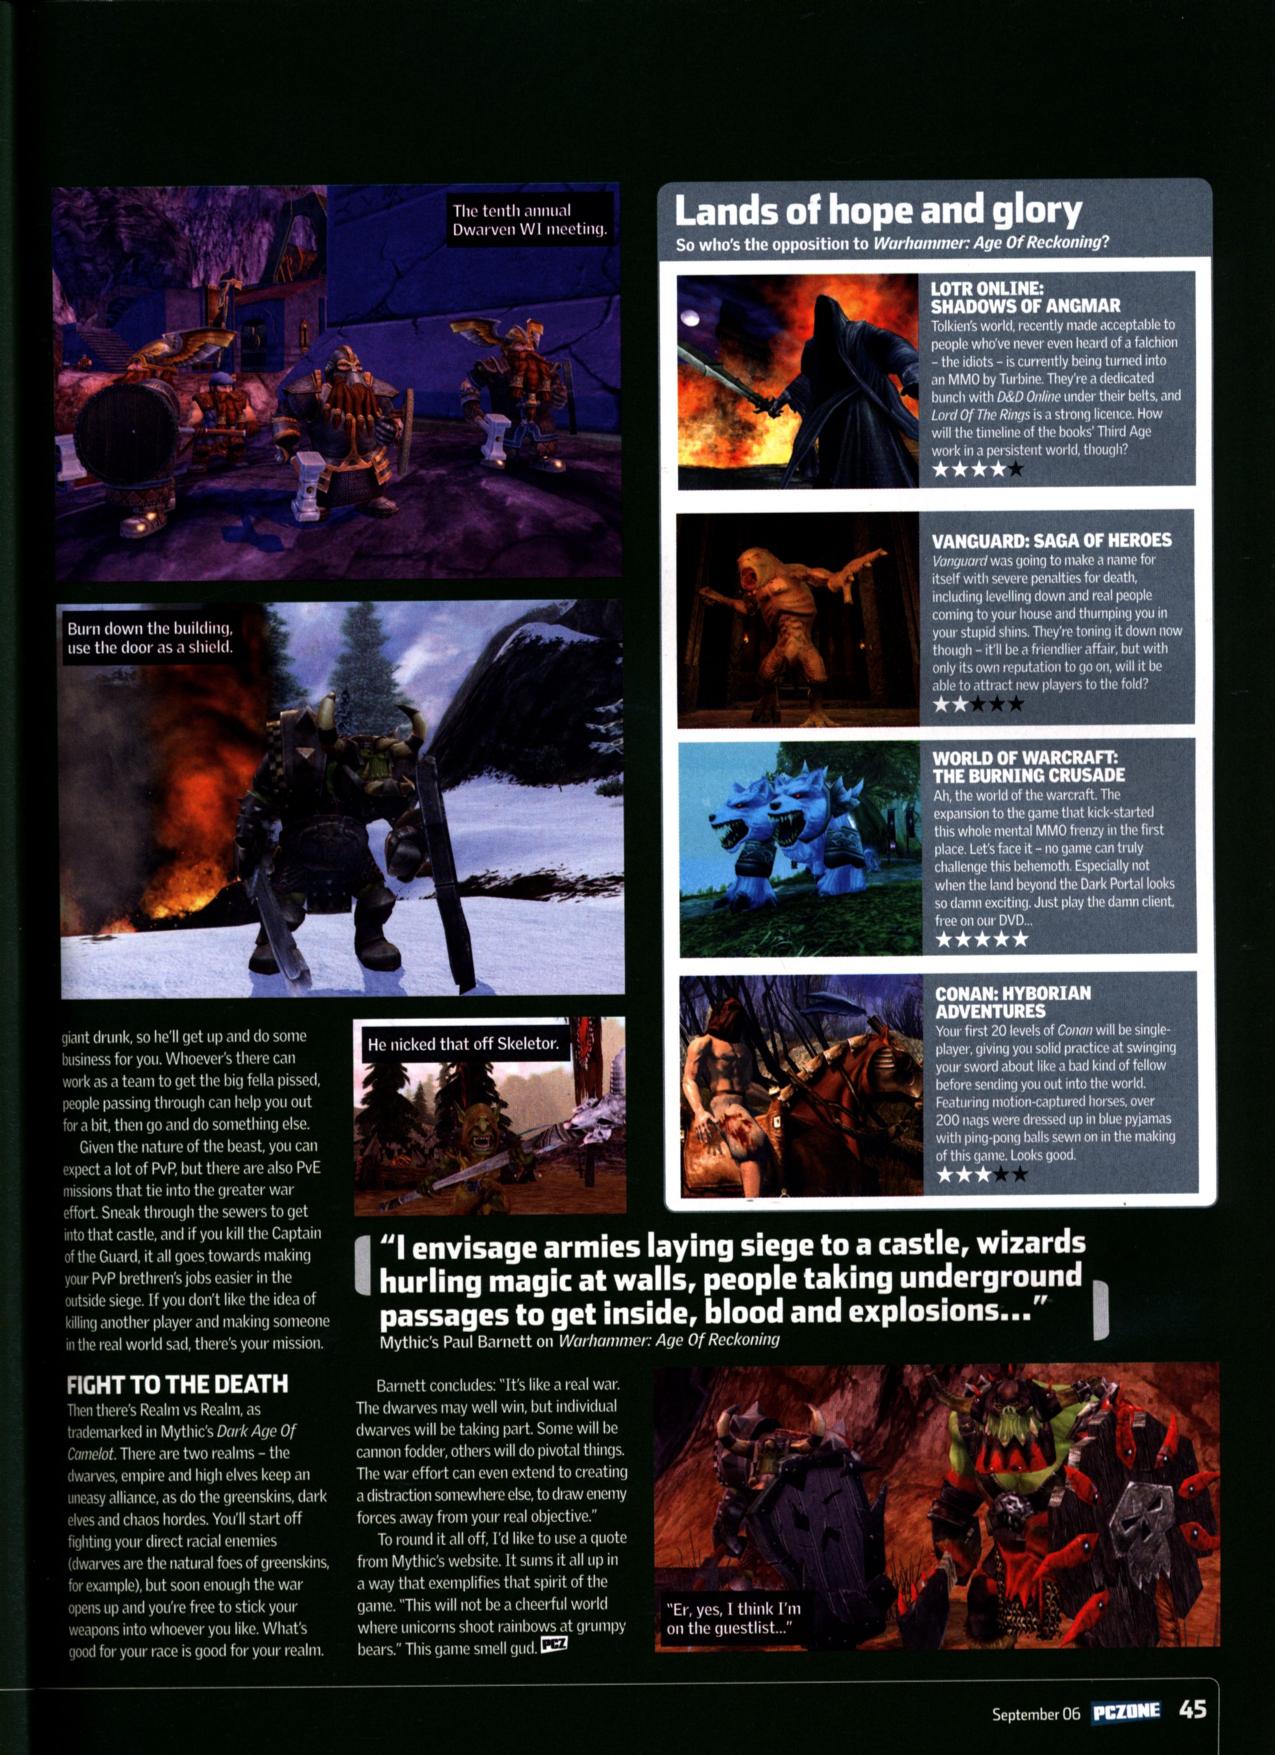 The tenth annual
Dwarven WI meeting.
Burn down the building,
use the door as a shield.
giant drunk, so he'll get up and do some
business for you. Whoever's there can
work as a team to get the big fella pissed,
people passing through can help you out
for a bit, then go and do something else.
Given the nature of the beast, you can
expect a lot of PvP, but there are also PvE
missions that tie into the greater war
effort. Sneak through the sewers to get
into that castle, and if you kill the Captain
of the Guard, it all goes towards making
your PvP brethren's jobs easier in the
outside siege. If you don't like the idea of
killing another player and making someone
in the real world sad, there's your mission.
FIGHT TO THE DEATH
Then there's Realm vs Realm, as
trademarked in Mythic's Dark Age Of
Camelot. There are two realms – the
dwarves, empire and high elves keep an
uneasy alliance, as do the greenskins, dark
elves and chaos hordes. You'll start off
fighting your direct racial enemies
(dwarves are the natural foes of greenskins,
for example), but soon enough the war
opens up and you're free to stick your
weapons into whoever you like. What's
good for your race is good for your realm.
He nicked that off Skeletor.
"I envisage armies laying siege to a castle, wizards
hurling magic at walls, people taking underground
passages to get inside, blood and explosions..."
Mythic's Paul Barnett on Warhammer: Age Of Reckoning
Barnett concludes: "It's like a real war.
The dwarves may well win, but individual
dwarves will be taking part. Some will be
cannon fodder, others will do pivotal things.
The war effort can even extend to creating
a distraction somewhere else, to draw enemy
forces away from your real objective."
To round it all off, I'd like to use a quote
from Mythic's website. It sums it all up in
a way that exemplifies that spirit of the
game. "This will not be a cheerful world
where unicorns shoot rainbows at grumpy
bears." This game smell gud. PCZ
Lands of hope and glory
So who's the opposition to Warhammer: Age Of Reckoning?
LOTR ONLINE:
SHADOWS OF ANGMAR
Tolkien's world, recently made acceptable to
people who've never even heard of a falchion
– the idiots – is currently being turned into
an MMO by Turbine. They're a dedicated
bunch with D&D Online under their belts, and
Lord Of The Rings is a strong licence. How
will the timeline of the books' Third Age
work in a persistent world, though?
★★★★★
VANGUARD: SAGA OF HEROES
Vanguard was going to make a name for
itself with severe penalties for death,
including levelling down and real people
coming to your house and thumping you in
your stupid shins. They're toning it down now
though – it'll be a friendlier affair, but with
only its own reputation to go on, will it be
able to attract new players to the fold?
★★★★★
WORLD OF WARCRAFT:
THE BURNING CRUSADE
Ah, the world of the warcraft. The
expansion to the game that kick-started
this whole mental MMO frenzy in the first
place. Let's face it – no game can truly
challenge this behemoth. Especially not
when the land beyond the Dark Portal looks
so damn exciting. Just play the damn client,
free on our DVD...
★★★★★
CONAN: HYBORIAN
ADVENTURES
Your first 20 levels of Conan will be single-
player, giving you solid practice at swinging
your sword about like a bad kind of fellow
before sending you out into the world.
Featuring motion-captured horses, over
200 nags were dressed up in blue pyjamas
with ping-pong balls sewn on in the making
of this game. Looks good.
★★★★★
"Er, yes, I think I'm
on the guestlist..."
September 06 PCZONE 45